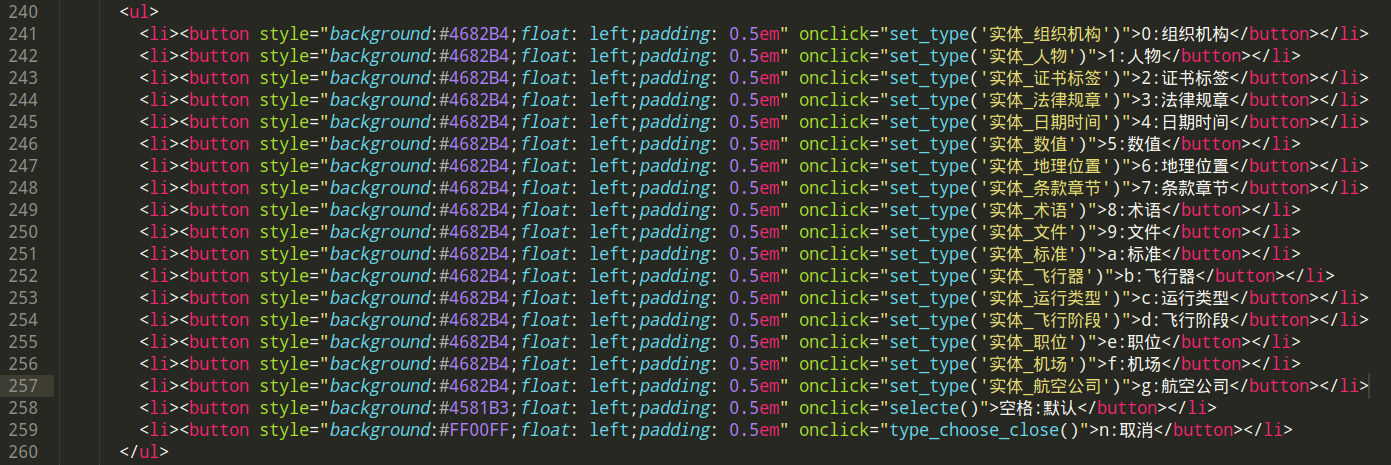 240 <ul>
241 <li><button style="background:#4682B4;float: left;padding: 0.5em" onclick="set_type('实体_组织机构')">0:组织机构</button></li>
242 <li><button style="background:#4682B4;float: left;padding: 0.5em" onclick="set_type('实体_人物')">1:人物</button></li>
243 <li><button style="background:#4682B4;float: left;padding: 0.5em" onclick="set_type('实体_证书标签')">2:证书标签</button></li>
244 <li><button style="background:#4682B4;float: left;padding: 0.5em" onclick="set_type('实体_法律规章')">3:法律规章</button></li>
245 <li><button style="background:#4682B4;float: left;padding: 0.5em" onclick="set_type('实体_日期时间')">4:日期时间</button></li>
246 <li><button style="background:#4682B4;float: left;padding: 0.5em" onclick="set_type('实体_数值')">5:数值</button></li>
247 <li><button style="background:#4682B4;float: left;padding: 0.5em" onclick="set_type('实体_地理位置')">6:地理位置</button></li>
248 <li><button style="background:#4682B4;float: left;padding: 0.5em" onclick="set_type('实体_条款章节')">7:条款章节</button></li>
249 <li><button style="background:#4682B4;float: left;padding: 0.5em" onclick="set_type('实体_术语')">8:术语</button></li>
250 <li><button style="background:#4682B4;float: left;padding: 0.5em" onclick="set_type('实体_文件')">9:文件</button></li>
251 <li><button style="background:#4682B4;float: left;padding: 0.5em" onclick="set_type('实体_标准')">a:标准</button></li>
252 <li><button style="background:#4682B4;float: left;padding: 0.5em" onclick="set_type('实体_飞行器')">b:飞行器</button></li>
253 <li><button style="background:#4682B4;float: left;padding: 0.5em" onclick="set_type('实体_运行类型')">c:运行类型</button></li>
254 <li><button style="background:#4682B4;float: left;padding: 0.5em" onclick="set_type('实体_飞行阶段')">d:飞行阶段</button></li>
255 <li><button style="background:#4682B4;float: left;padding: 0.5em" onclick="set_type('实体_职位')">e:职位</button></li>
256 <li><button style="background:#4682B4;float: left;padding: 0.5em" onclick="set_type('实体_机场')">f:机场</button></li>
257 <li><button style="background:#4682B4;float: left;padding: 0.5em" onclick="set_type('实体_航空公司')">g:航空公司</button></li>
258 <li><button style="background:#4581B3;float: left;padding: 0.5em" onclick="selecte()">空格:默认</button></li>
259 <li><button style="background:#FF00FF;float: left;padding: 0.5em" onclick="type_choose_close()">n:取消</button></li>
260 </ul>